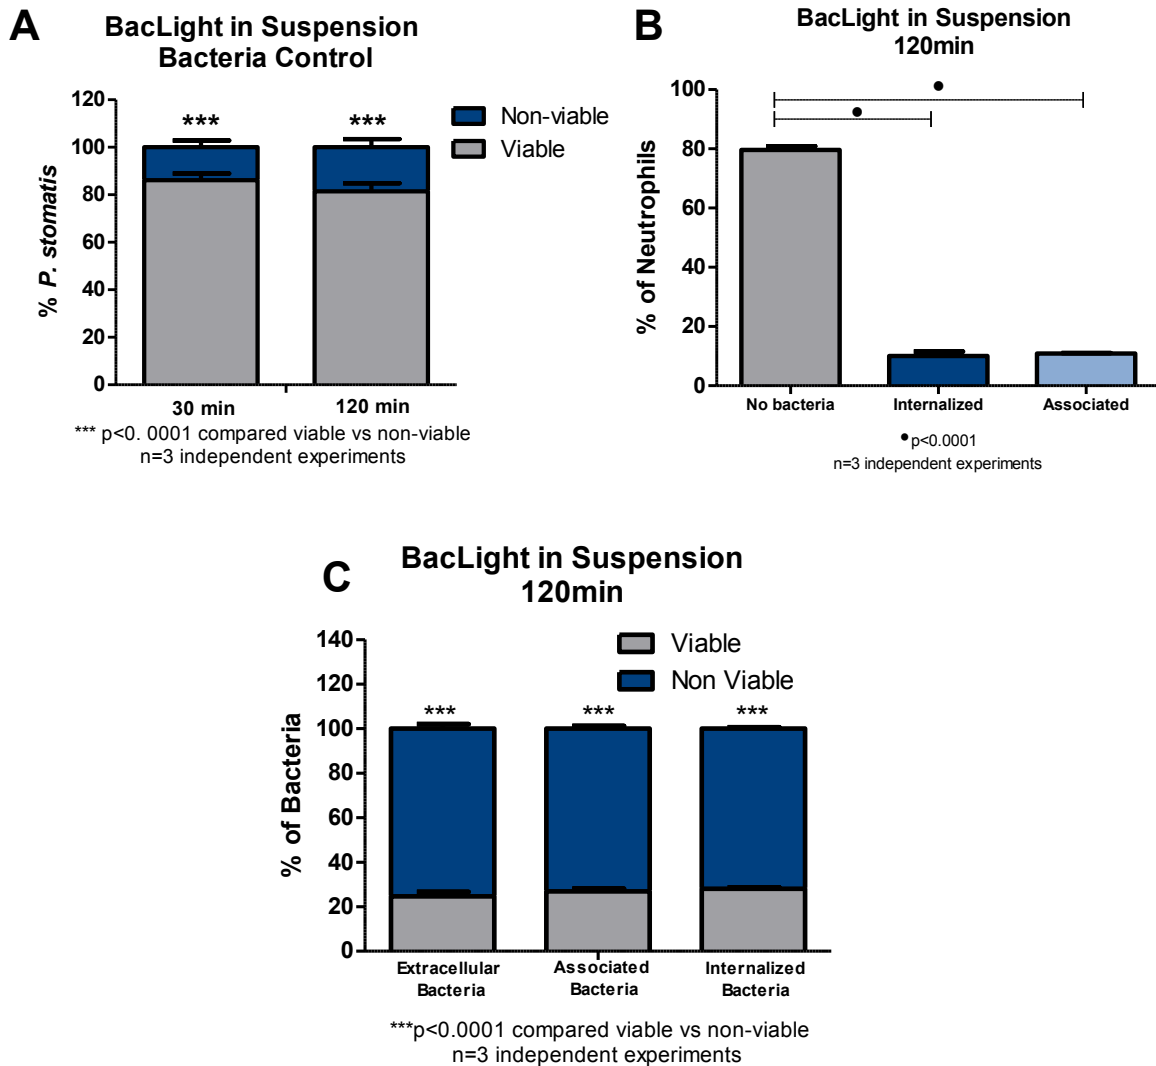 A
BacLight in Suspension
Bacteria Control
% P. stomatis
120
100
80
60
40
20
0
***
***
Non-viable
Viable
30 min
120 min
*** p<0. 0001 compared viable vs non-viable
n=3 independent experiments
B
BacLight in Suspension
120min
% of Neutrophils
100
80
60
40
20
0
No bacteria
Internalized
Associated
•p<0.0001
n=3 independent experiments
C
BacLight in Suspension
120min
% of Bacteria
140
120
100
80
60
40
20
0
Viable
Non Viable
***
***
***
Extracellular
Bacteria
Associated
Bacteria
Internalized
Bacteria
***p<0.0001 compared viable vs non-viable
n=3 independent experiments